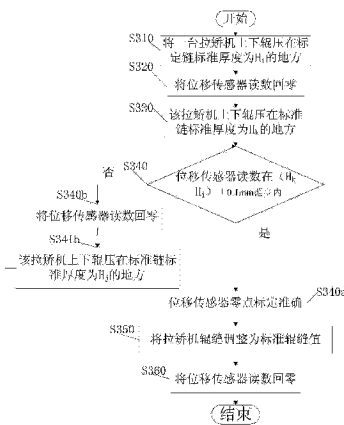 开始
S310
将一台拉矫机上下辊压在标
定链标准厚度为H₁的地方
S320
将位移传感器读数回零
S330
该拉矫机上下辊压在标准
链标准厚度为Hₖ的地方
S340
位移传感器读数在（Hₖ
H₁）±0.1mm范围内
否
是
S340b
将位移传感器读数回零
S341b
该拉矫机上下辊压在标准链标
准厚度为Hⱼ的地方
S340a
位移传感器零点标定准确
S350
将拉矫机辊缝调整为标准辊缝值
S360
将位移传感器读数回零
结束